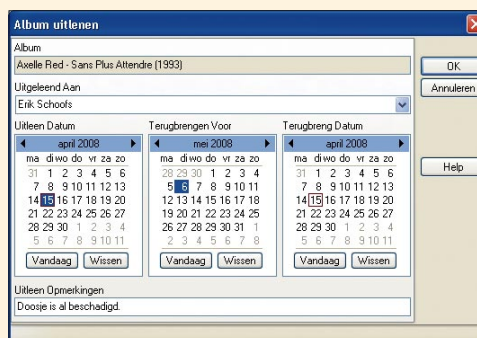 Album uitlenen
Album
Axelle Red - Sans Plus Attendre (1993)
OK
Uitgeleend Aan
Annuleren
Erik Schoofs
Uitleen Datum Terugbrengen Voor Terugbreng Datum
april 2008 mei 2008 april 2008
ma di wo do vr za zo ma di wo do vr za zo ma di wo do vr za zo
31 1 2 3 4 5 6 28 29 30 1 2 3 4 31 1 2 3 4 5 6
Help
7 8 9 10 11 12 13 5 6 7 8 9 10 11 7 8 9 10 11 12 13
14 15 16 17 18 19 20 12 13 14 15 16 17 18 14 15 16 17 18 19 20
21 22 23 24 25 26 27 19 20 21 22 23 24 25 21 22 23 24 25 26 27
28 29 30 1 2 3 4 26 27 28 29 30 31 1 28 29 30 1 2 3 4
5 6 7 8 9 10 11 2 3 4 5 6 7 8 5 6 7 8 9 10 11
Vandaag Wissen Vandaag Wissen Vandaag Wissen
Uitleen Opmerkingen
Doosje is al beschadigd.